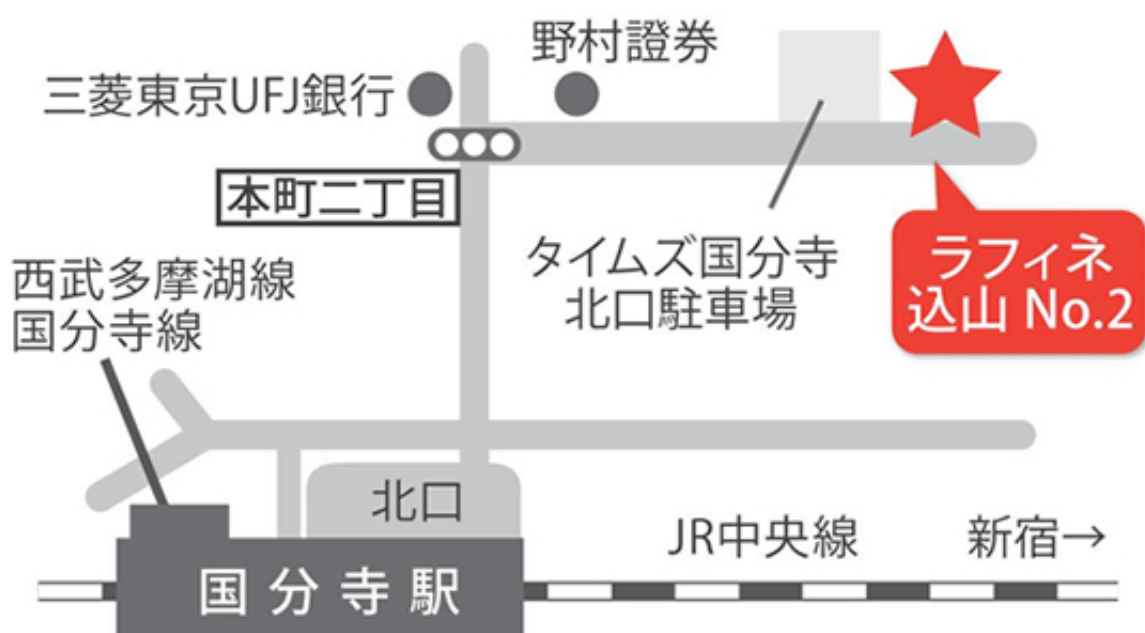 野村證券
三菱東京UFJ銀行
本町二丁目
タイムズ国分寺
北口駐車場
ラフィネ
込山 No.2
西武多摩湖線
国分寺線
北口
JR中央線
新宿→
国分寺駅